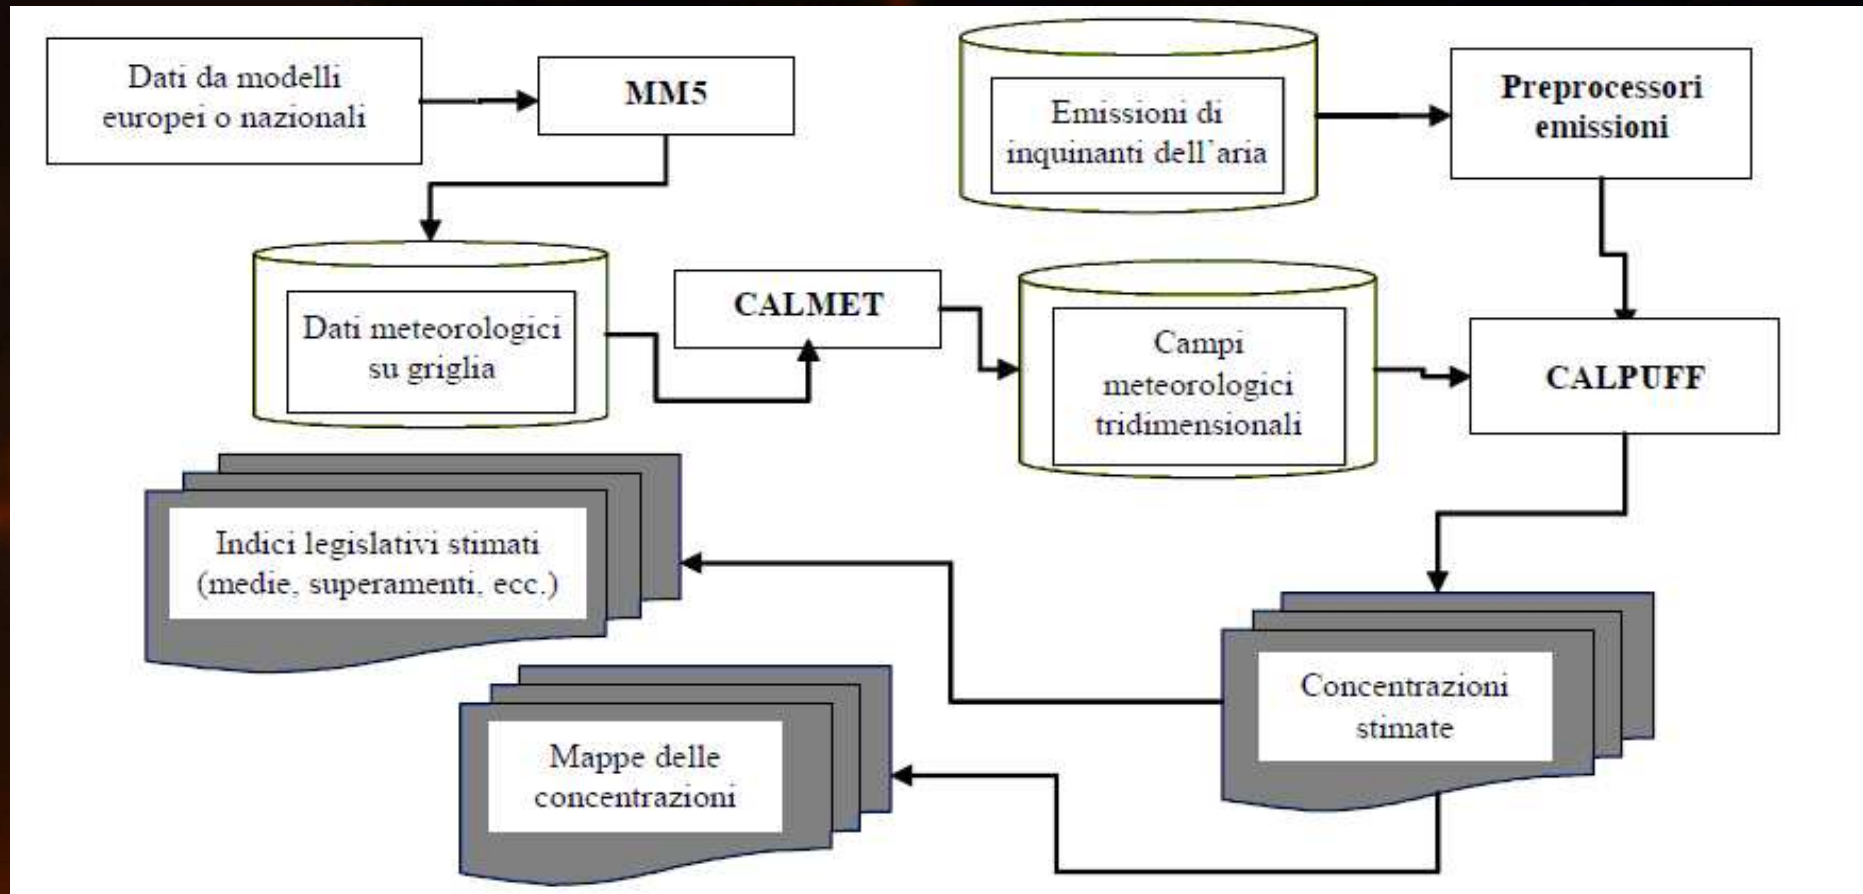 Dati da modelli
europei o nazionali
MM5
Emissioni di
inquinanti dell'aria
Preprocessori
emissioni
Dati meteorologici
su griglia
CALMET
Campi
meteorologici
tridimensionali
CALPUFF
Indici legislativi stimati
(medie, superamenti, ecc.)
Concentrazioni
stimate
Mappe delle
concentrazioni